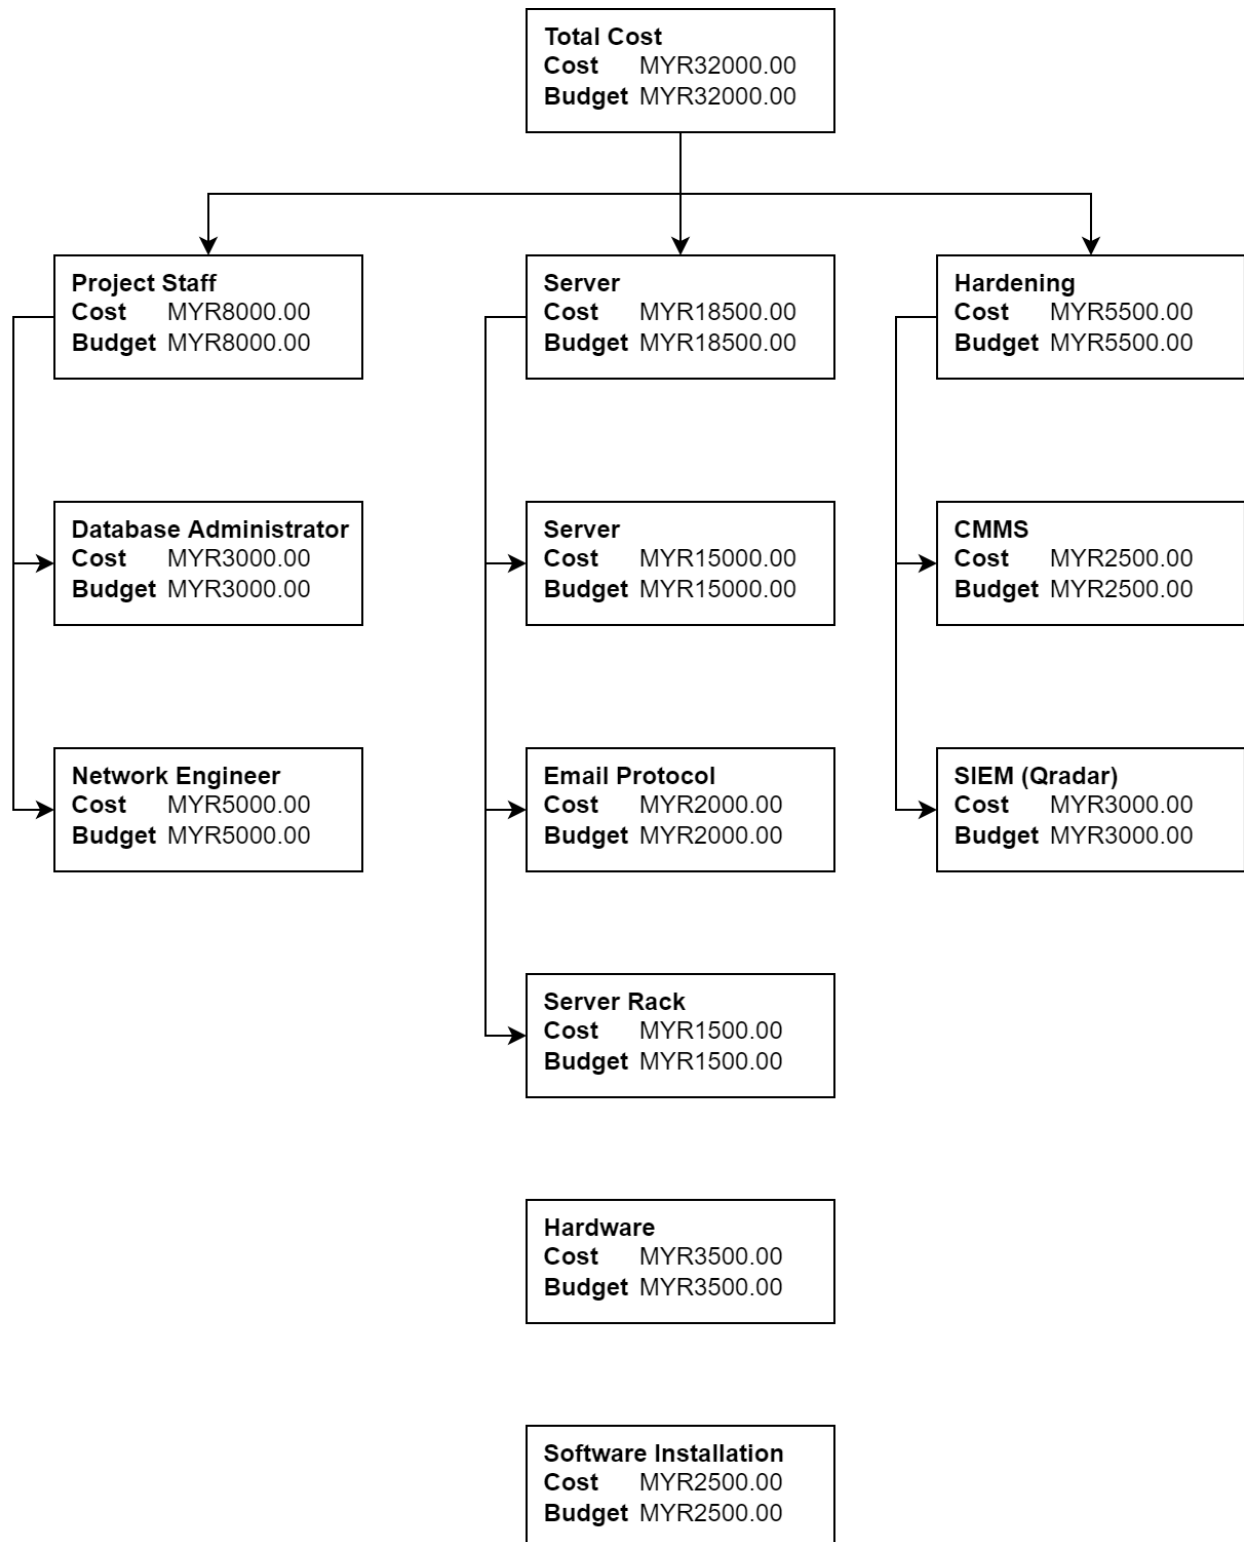 Total Cost
Cost MYR32000.00
Budget MYR32000.00
Project Staff
Cost MYR8000.00
Budget MYR8000.00
Server
Cost MYR18500.00
Budget MYR18500.00
Hardening
Cost MYR5500.00
Budget MYR5500.00
Database Administrator
Cost MYR3000.00
Budget MYR3000.00
Server
Cost MYR15000.00
Budget MYR15000.00
CMMS
Cost MYR2500.00
Budget MYR2500.00
Network Engineer
Cost MYR5000.00
Budget MYR5000.00
Email Protocol
Cost MYR2000.00
Budget MYR2000.00
SIEM (Qradar)
Cost MYR3000.00
Budget MYR3000.00
Server Rack
Cost MYR1500.00
Budget MYR1500.00
Hardware
Cost MYR3500.00
Budget MYR3500.00
Software Installation
Cost MYR2500.00
Budget MYR2500.00